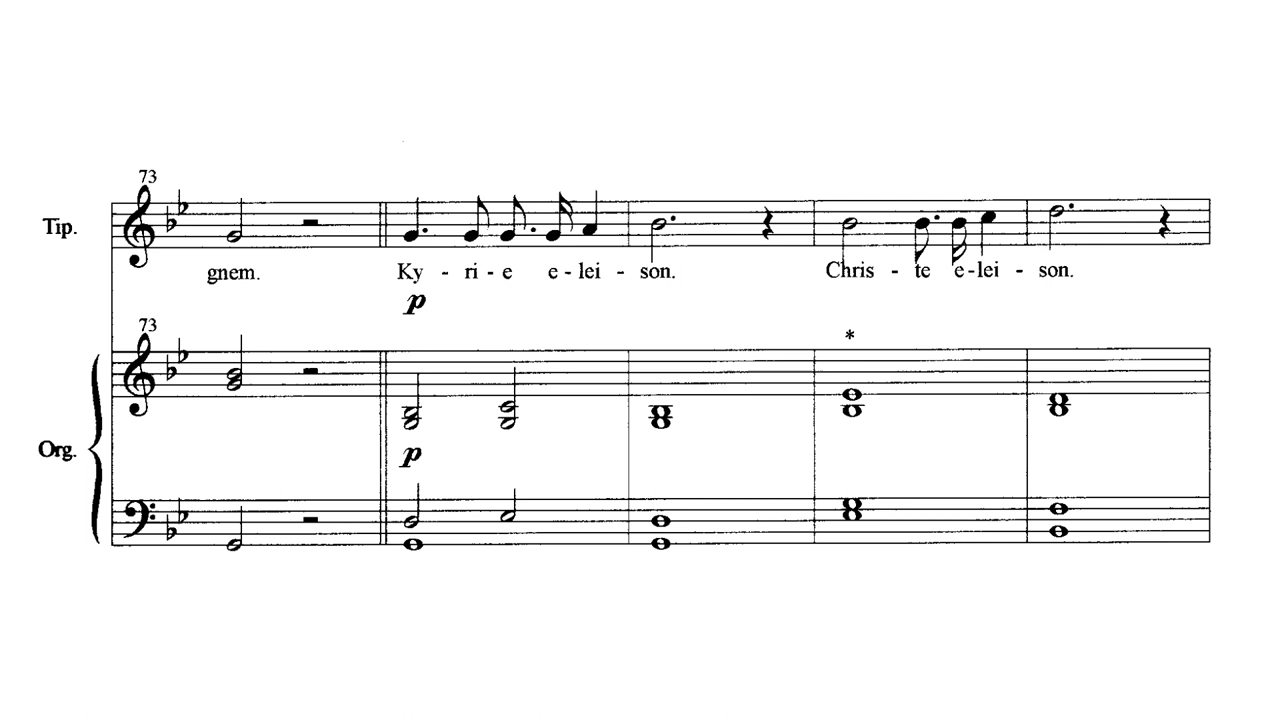 73
Tip.
gnem. Ky - ri - e e - lei - son. Chris - te e - lei - son.
p
73
*
Org.
p